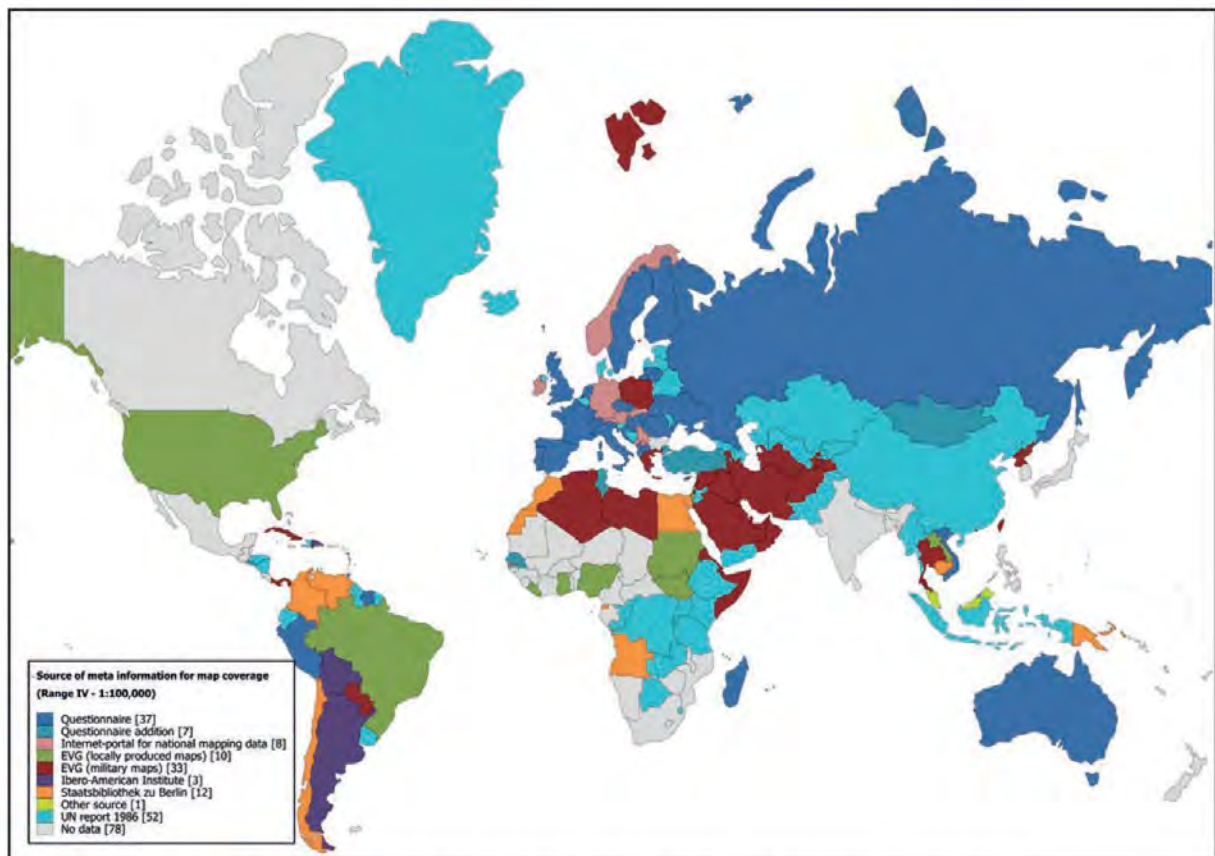 Source of meta information for map coverage
(Range IV - 1:100,000)
Questionnaire [37]
Questionnaire addition [7]
Internet-portal for national mapping data [8]
EVG (locally produced maps) [10]
EVG (military maps) [33]
Ibero-American Institute [3]
Staatsbibliothek zu Berlin [12]
Other source [1]
UN report 1986 [52]
No data [78]